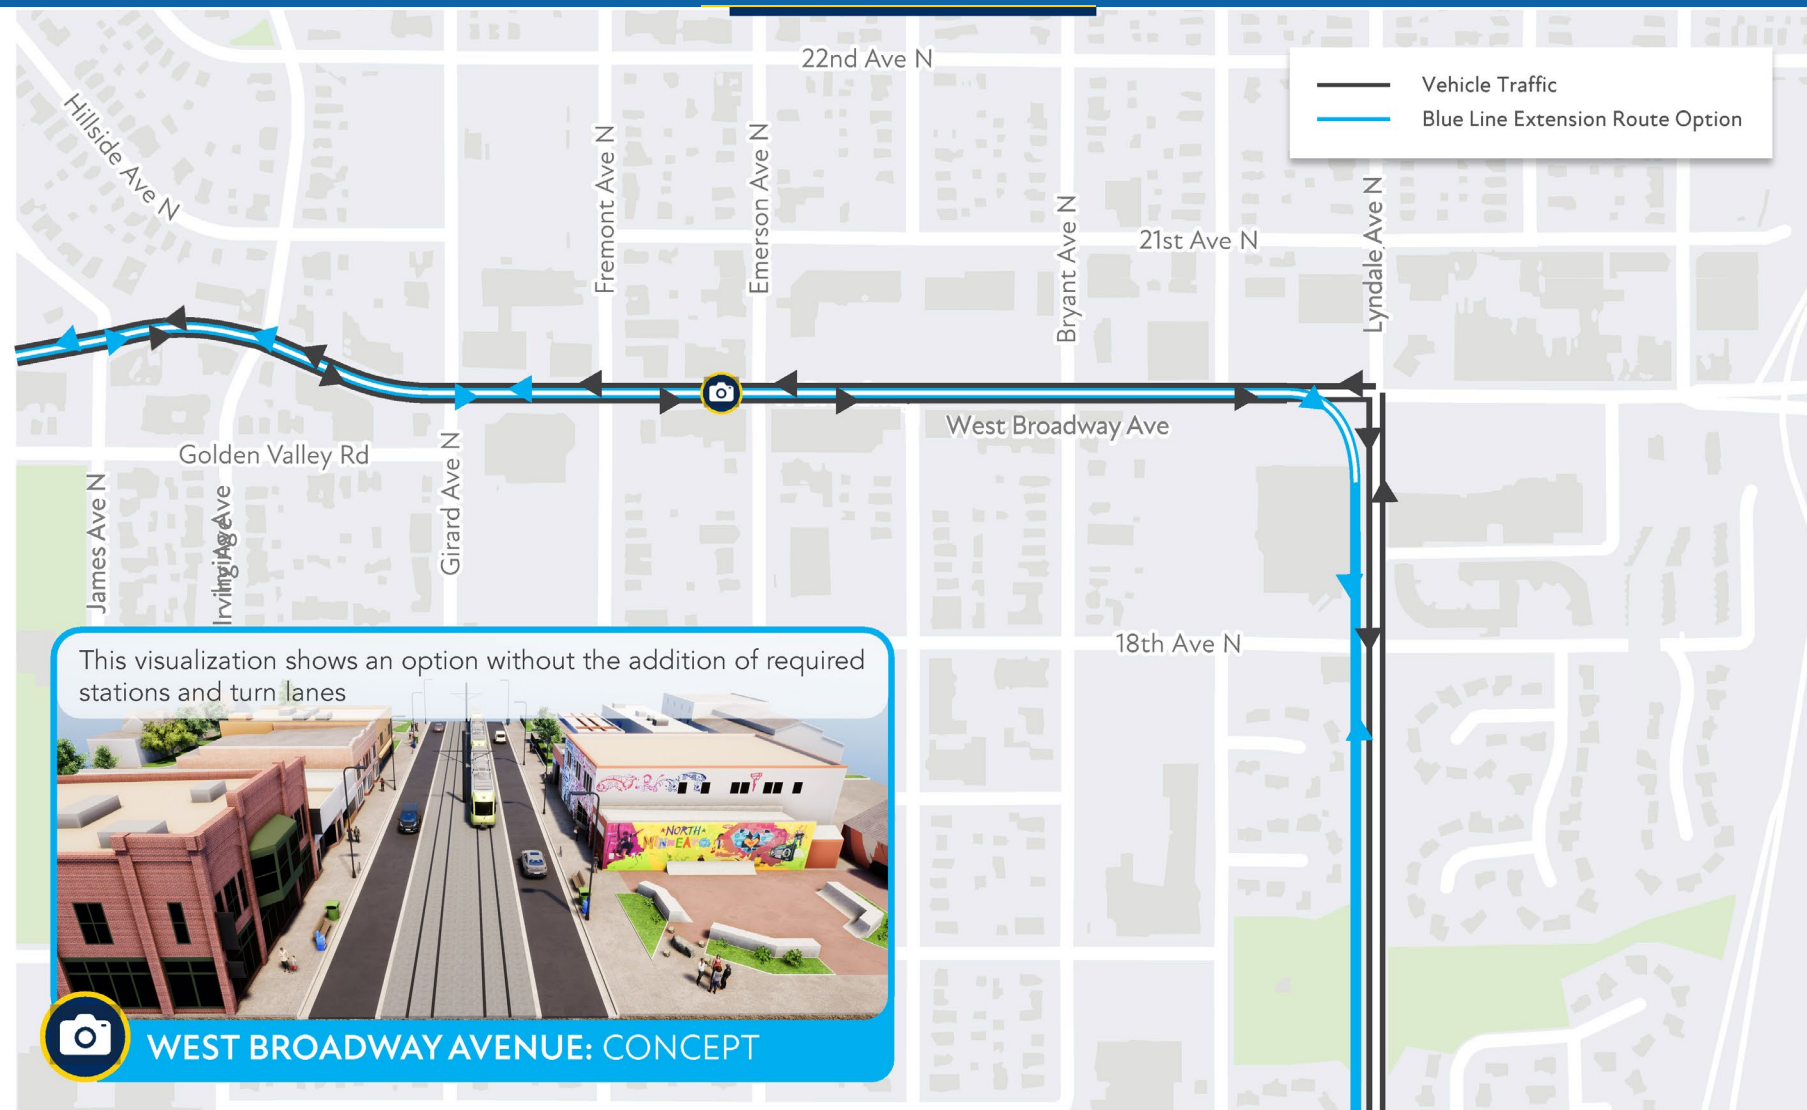 22nd Ave N
Vehicle Traffic
Blue Line Extension Route Option
Hillside Ave N
Fremont Ave N
Emerson Ave N
Bryant Ave N
21st Ave N
Lyndale Ave N
West Broadway Ave
Golden Valley Rd
James Ave N
Girard Ave N
18th Ave N
This visualization shows an option without the addition of required
stations and turn lanes
NORTH
WEST BROADWAY AVENUE: CONCEPT